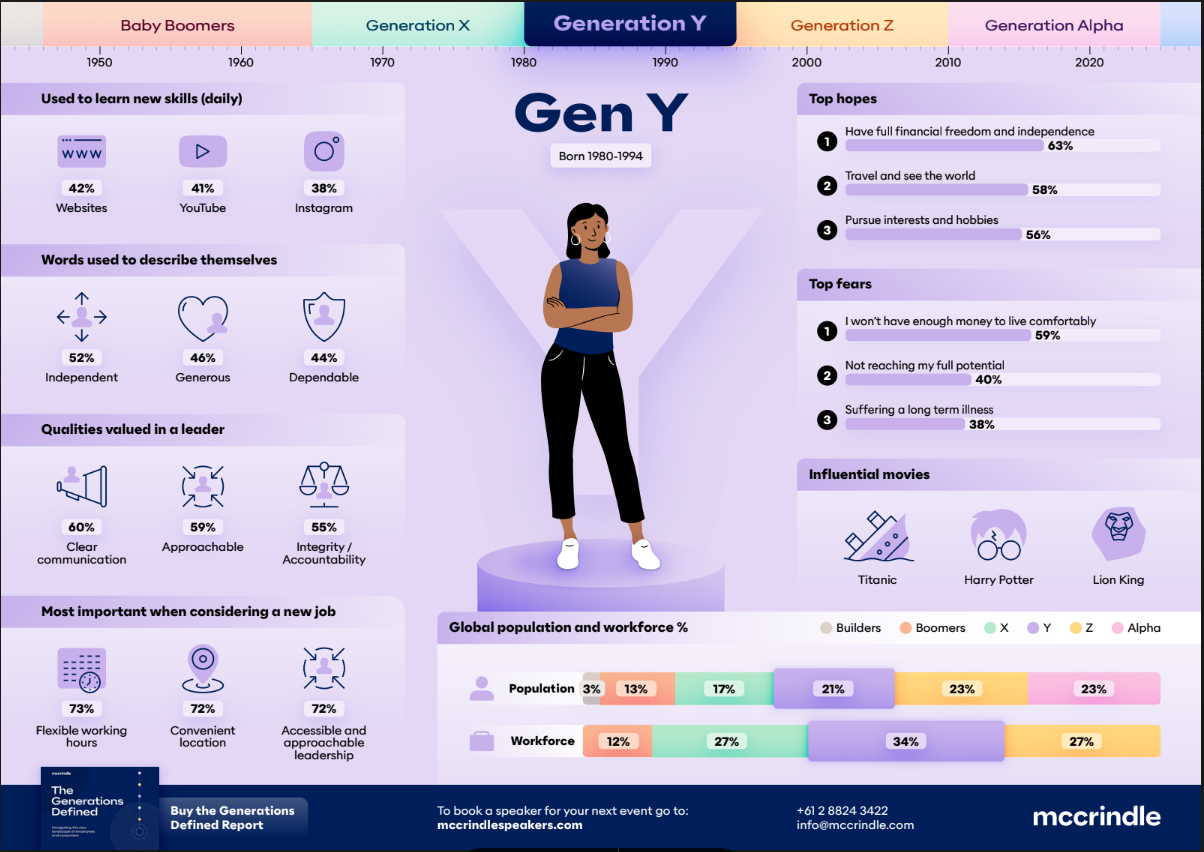 Baby Boomers
Generation X
Generation Y
Generation Z
Generation Alpha
1950
1960
1970
1980
1990
2000
2010
2020
Used to learn new skills (daily)
WWW
42%
41%
38%
Websites
YouTube
Instagram
Words used to describe themselves
52%
46%
44%
Independent
Generous
Dependable
Qualities valued in a leader
60%
59%
55%
Clear
communication
Approachable
Integrity /
Accountability
Most important when considering a new job
73%
72%
72%
Flexible working
hours
Convenient
location
Accessible and
approachable
leadership
Gen Y
Born 1980-1994
Top hopes
1
Have full financial freedom and independence
63%
2
Travel and see the world
58%
3
Pursue interests and hobbies
56%
Top fears
1
I won't have enough money to live comfortably
59%
2
Not reaching my full potential
40%
3
Suffering a long term illness
38%
Influential movies
Titanic
Harry Potter
Lion King
Global population and workforce %
Builders
Boomers
X
Y
Z
Alpha
Population
3%
13%
17%
21%
23%
23%
Workforce
12%
27%
34%
27%
mccrindle
The
Generations
Defined
Buy the Generations
Defined Report
To book a speaker for your next event go to:
mccrindlespeakers.com
+61 2 8824 3422
info@mccrindle.com
mccrindle